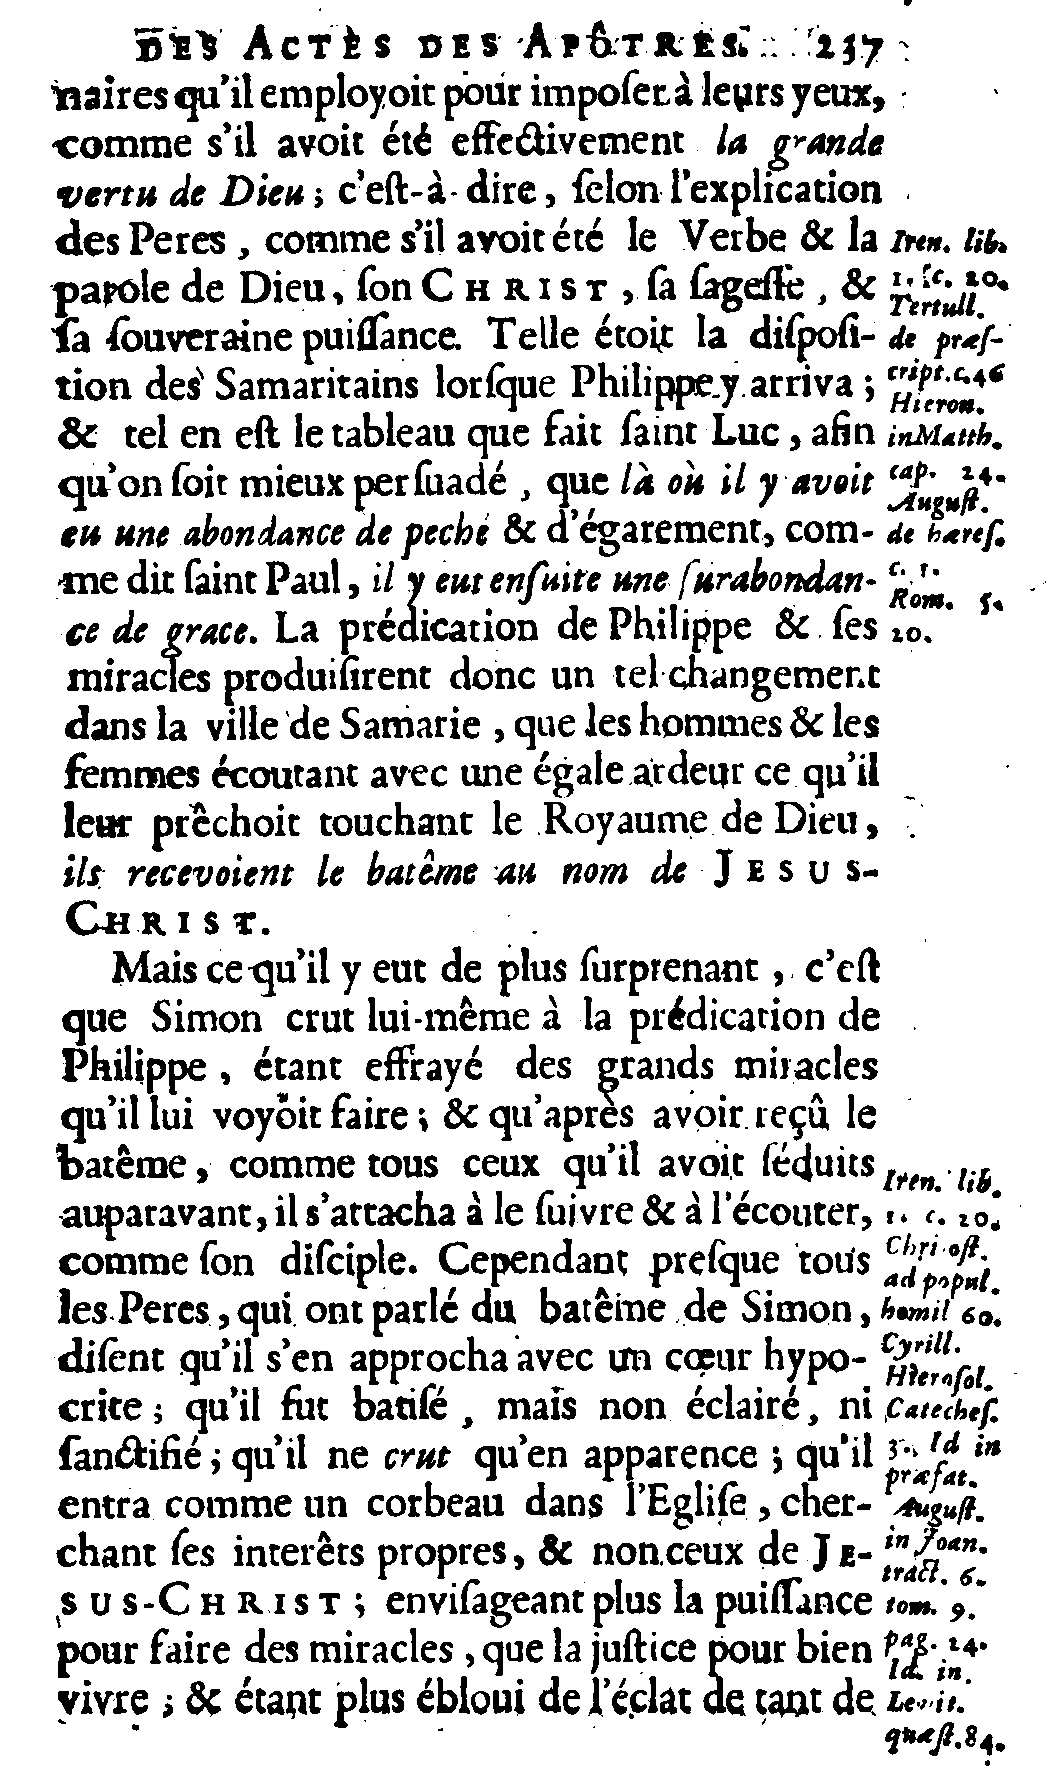 DES ACTÈS DES APÔTRES. 237
naires qu'il employoit pour imposer à leurs yeux,
comme s'il avoit été effectivement la grande
vertu de Dieu ; c'eſt-à-dire, ſelon l'explication
des Peres, comme s'il avoit été le Verbe & la
parole de Dieu, ſon CHRIST, ſa ſageſſe, &
ſa ſouveraine puiſſance. Telle étoit la diſpoſi-
tion des Samaritains lorſque Philippe y arriva ;
& tel en eſt le tableau que fait ſaint Luc, afin
qu'on ſoit mieux perſuadé, que là où il y avoit
eu une abondance de peché & d'égarement, com-
me dit ſaint Paul, il y eut enſuite une ſurabondan-
ce de grace. La prédication de Philippe & ſes
miracles produiſirent donc un tel changement
dans la ville de Samarie, que les hommes & les
femmes écoutant avec une égale ardeur ce qu'il
leur prêchoit touchant le Royaume de Dieu,
ils recevoient le batême au nom de JESUS-
CHRIST.
Mais ce qu'il y eut de plus ſurprenant, c'eſt
que Simon crut lui-même à la prédication de
Philippe, étant effrayé des grands miracles
qu'il lui voyoit faire ; & qu'après avoir reçû le
batême, comme tous ceux qu'il avoit ſéduits
auparavant, il s'attacha à le ſuivre & à l'écouter,
comme ſon diſciple. Cependant preſque tous
les Peres, qui ont parlé du batême de Simon,
diſent qu'il s'en approcha avec un cœur hypo-
crite ; qu'il fut batiſé, mais non éclairé, ni
ſanctifié ; qu'il ne crut qu'en apparence ; qu'il
entra comme un corbeau dans l'Egliſe, cher-
chant ſes interêts propres, & non ceux de JE-
SUS-CHRIST ; enviſageant plus la puiſſance
pour faire des miracles, que la juſtice pour bien
vivre ; & étant plus ébloui de l'éclat de tant de
Iren. lib.
1. c. 20.
Tertull.
de præſ-
cript. c. 46
Hieron.
in Matth.
cap. 24.
Auguſt.
de hæreſ.
c. 1.
Rom. 5.
20.
Iren. lib.
1. c. 20.
Chriſoſt.
ad popul.
homil 60.
Cyrill.
Hieroſol.
Catecheſ.
3. Id in
præfat.
Auguſt.
in Joan.
tract. 6.
tom. 9.
pag. 24.
Id. in
Levit.
quæſt. 84.